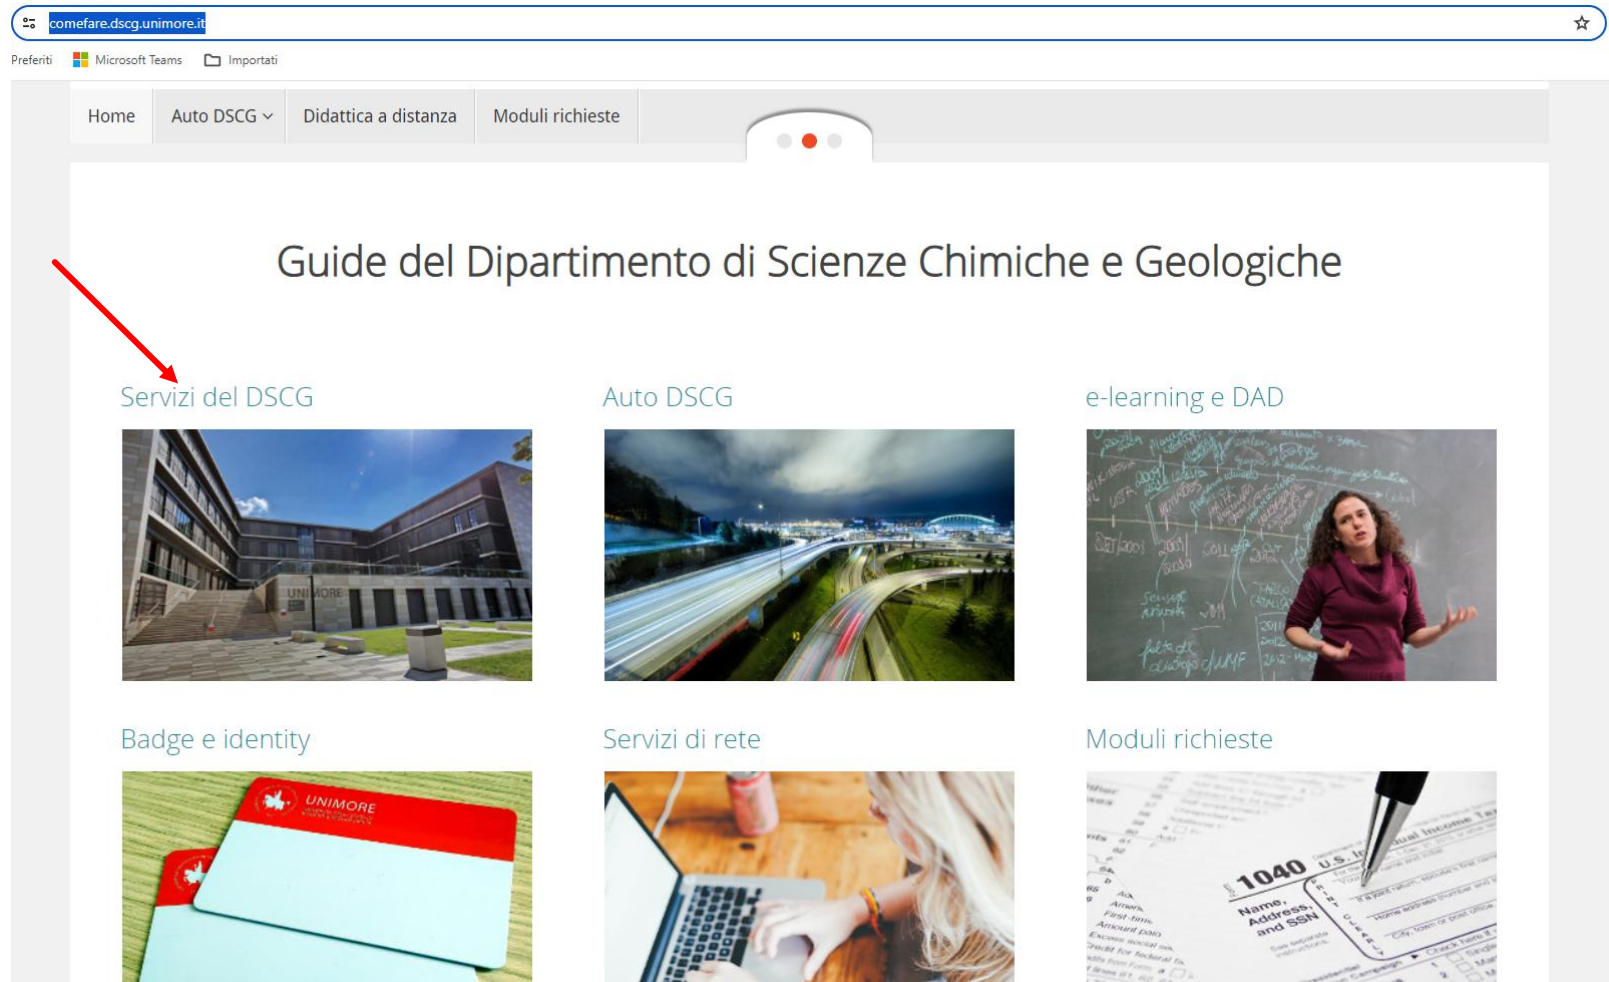 comefare.dscg.unimore.it
Preferiti Microsoft Teams Importati
Home Auto DSCG Didattica a distanza Moduli richieste
Guide del Dipartimento di Scienze Chimiche e Geologiche
Servizi del DSCG Auto DSCG e-learning e DAD
UNIMORE
Badge e identity Servizi di rete Moduli richieste
UNIMORE
1040
Name,
Address,
and SSN